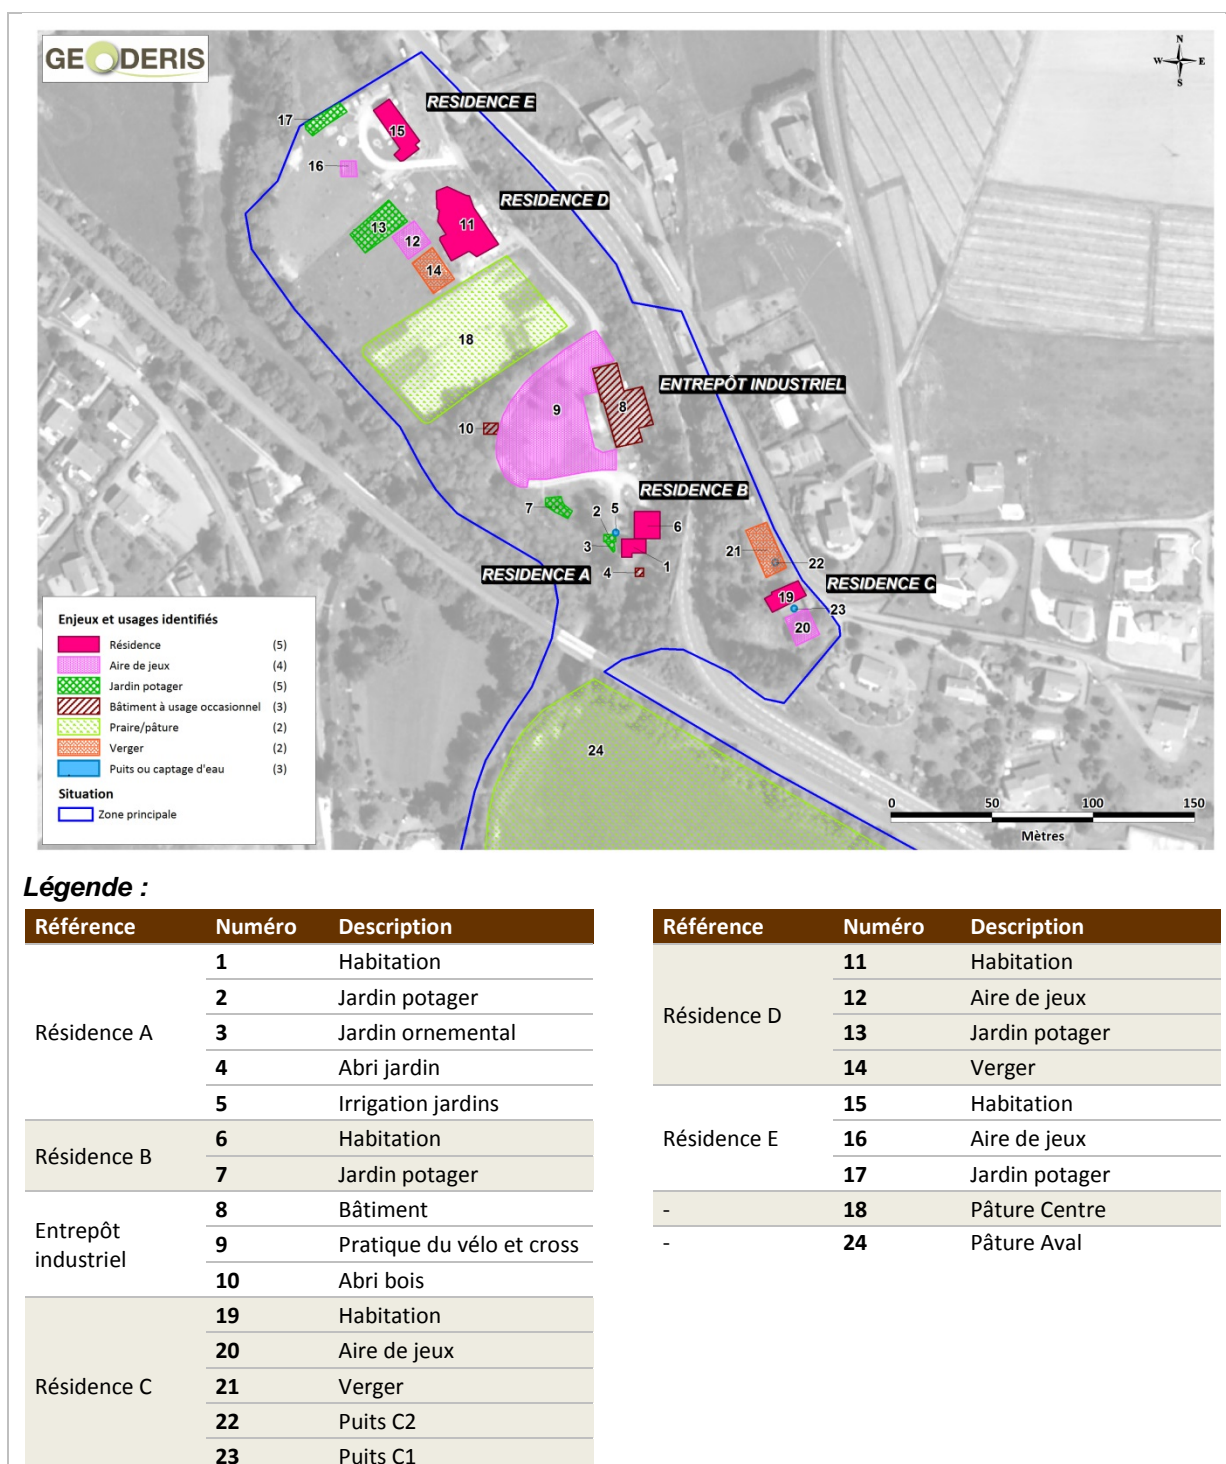 GEODERIS
N
W E
S
RESIDENCE E
17
15
16
RESIDENCE D
13
12
11
14
18
ENTREPÔT INDUSTRIEL
9
8
10
RESIDENCE B
7
2 5
6
3
1
4
RESIDENCE A
21
22
RESIDENCE C
19
23
20
24
Enjeux et usages identifiés
Résidence (5)
Aire de jeux (4)
Jardin potager (5)
Bâtiment à usage occasionnel (3)
Praire/pâture (2)
Verger (2)
Puits ou captage d'eau (3)
Situation
Zone principale
0 50 100 150
Mètres
Légende :
Référence Numéro Description
Résidence A
1 Habitation
2 Jardin potager
3 Jardin ornemental
4 Abri jardin
5 Irrigation jardins
Résidence B
6 Habitation
7 Jardin potager
Entrepôt
industriel
8 Bâtiment
9 Pratique du vélo et cross
10 Abri bois
Résidence C
19 Habitation
20 Aire de jeux
21 Verger
22 Puits C2
23 Puits C1
Référence Numéro Description
Résidence D
11 Habitation
12 Aire de jeux
13 Jardin potager
14 Verger
Résidence E
15 Habitation
16 Aire de jeux
17 Jardin potager
- 18 Pâture Centre
- 24 Pâture Aval